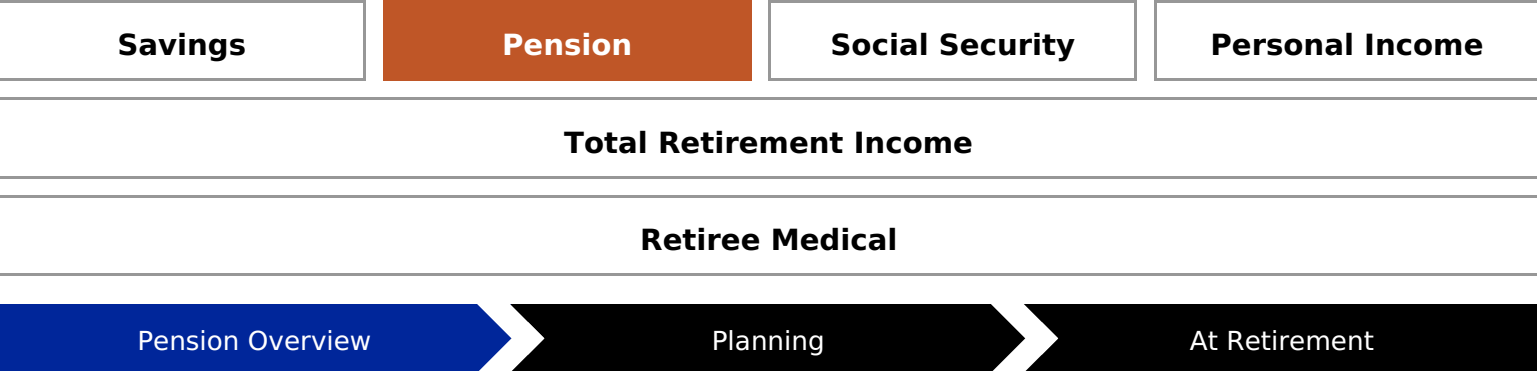 Savings
Pension
Social Security
Personal Income
Total Retirement Income
Retiree Medical
Pension Overview
Planning
At Retirement